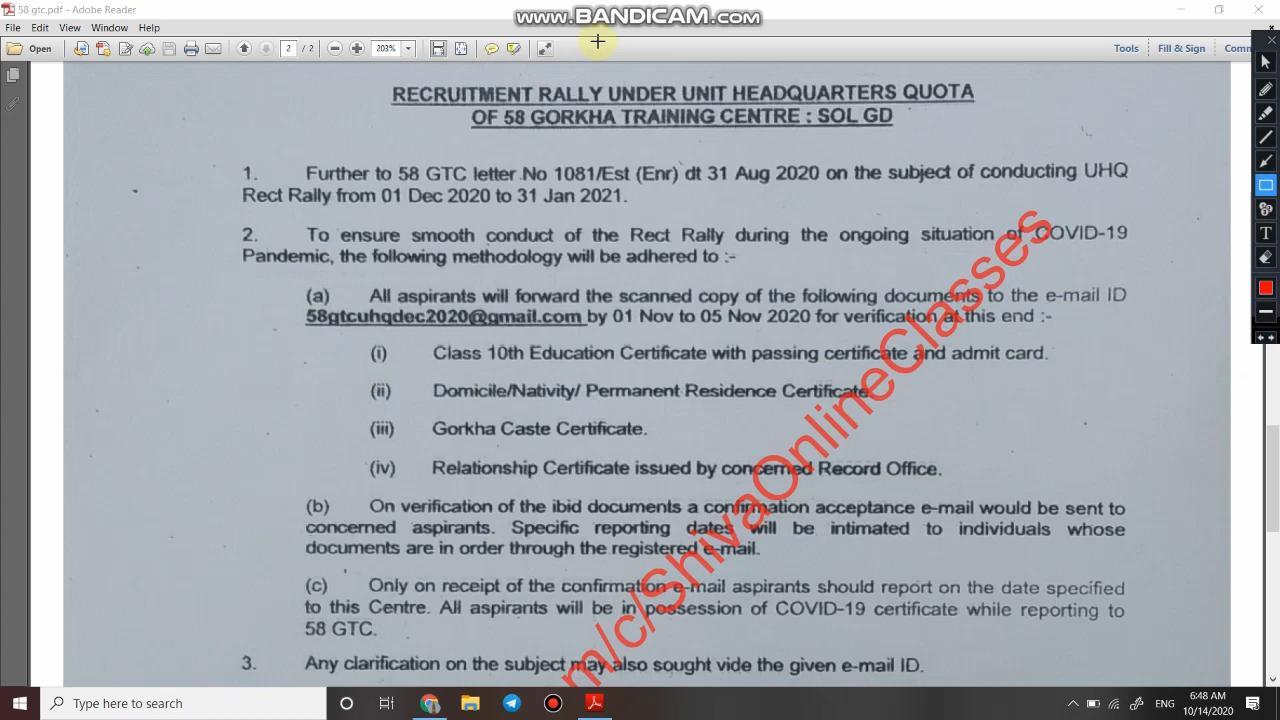 58 gtc.pdf - Adobe Reader
www.BANDICAM.com
File Edit View Window Help
Open 2 / 2 203% Tools Fill & Sign Comm
RECRUITMENT RALLY UNDER UNIT HEADQUARTERS QUOTA
OF 58 GORKHA TRAINING CENTRE : SOL GD
1. Further to 58 GTC letter No 1081/Est (Enr) dt 31 Aug 2020 on the subject of conducting UHQ
Rect Rally from 01 Dec 2020 to 31 Jan 2021.
2. To ensure smooth conduct of the Rect Rally during the ongoing situation of COVID-19
Pandemic, the following methodology will be adhered to :-
(a) All aspirants will forward the scanned copy of the following documents to the e-mail ID
58gtcuhqdec2020@gmail.com by 01 Nov to 05 Nov 2020 for verification at this end :-
(i) Class 10th Education Certificate with passing certificate and admit card.
(ii) Domicile/Nativity/ Permanent Residence Certificate.
(iii) Gorkha Caste Certificate.
(iv) Relationship Certificate issued by concerned Record Office.
(b) On verification of the ibid documents a confirmation acceptance e-mail would be sent to
concerned aspirants. Specific reporting dates will be intimated to individuals whose
documents are in order through the registered e-mail.
(c) Only on receipt of the confirmation e-mail aspirants should report on the date specified
to this Centre. All aspirants will be in possession of COVID-19 certificate while reporting to
58 GTC.
3. Any clarification on the subject may also sought vide the given e-mail ID.
m/c/ShivaOnlineClasses
Type here to search
ENG
6:48 AM
10/14/2020